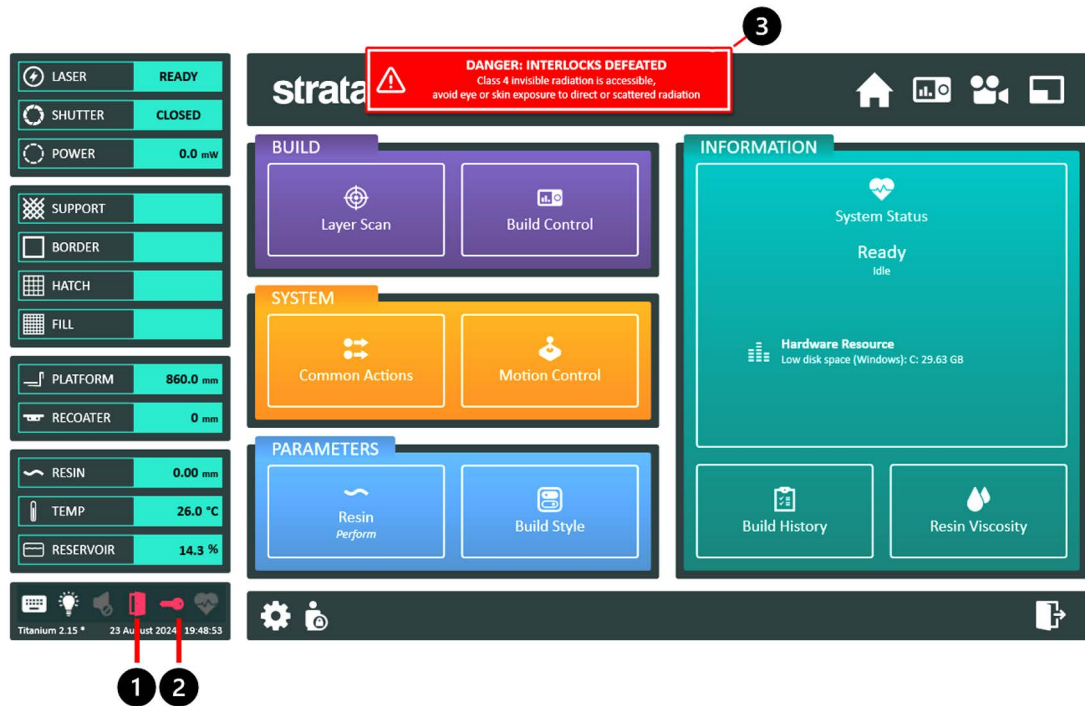 3
LASER READY
SHUTTER CLOSED
POWER 0.0 mW
SUPPORT
BORDER
HATCH
FILL
PLATFORM 860.0 mm
RECOATER 0 mm
RESIN 0.00 mm
TEMP 26.0 °C
RESERVOIR 14.3 %
Titanium 2.15 * 23 August 2024 19:48:53
1 2
strata
DANGER: INTERLOCKS DEFEATED
Class 4 invisible radiation is accessible,
avoid eye or skin exposure to direct or scattered radiation
BUILD
Layer Scan Build Control
SYSTEM
Common Actions Motion Control
PARAMETERS
Resin
Perform
Build Style
INFORMATION
System Status
Ready
Idle
Hardware Resource
Low disk space (Windows): C: 29.63 GB
Build History Resin Viscosity